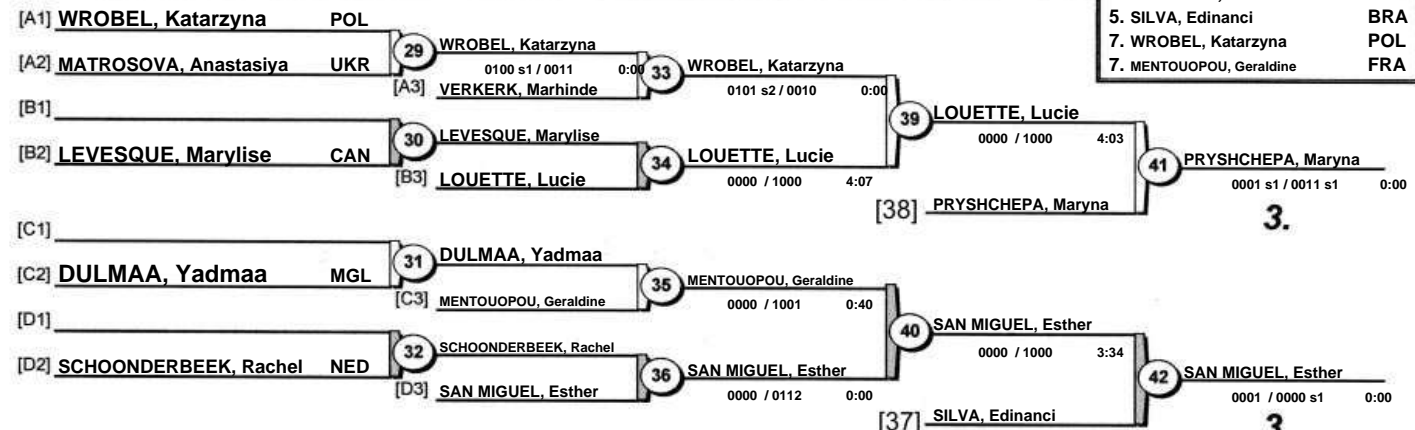 5. SILVA, Edinanci BRA
7. WROBEL, Katarzyna POL
7. MENTOUOPOU, Geraldine FRA
[A1] WROBEL, Katarzyna POL
29 WROBEL, Katarzyna
[A2] MATROSOVA, Anastasiya UKR
0100 s1 / 0011 0:00
33 WROBEL, Katarzyna
[A3] VERKERK, Marhinde
0101 s2 / 0010 0:00
[B1]
39 LOUETTE, Lucie
0000 / 1000 4:03
30 LEVESQUE, Marylise
[B2] LEVESQUE, Marylise CAN
34 LOUETTE, Lucie
41 PRYSHCHEPA, Maryna
[B3] LOUETTE, Lucie
0000 / 1000 4:07
0001 s1 / 0011 s1 0:00
[38] PRYSHCHEPA, Maryna
3.
[C1]
31 DULMAA, Yadmaa
[C2] DULMAA, Yadmaa MGL
35 MENTOUOPOU, Geraldine
[C3] MENTOUOPOU, Geraldine
0000 / 1001 0:40
[D1]
40 SAN MIGUEL, Esther
32 SCHOONDERBEEK, Rachel
0000 / 1000 3:34
[D2] SCHOONDERBEEK, Rachel NED
36 SAN MIGUEL, Esther
42 SAN MIGUEL, Esther
[D3] SAN MIGUEL, Esther
0000 / 0112 0:00
0001 / 0000 s1 0:00
[37] SILVA, Edinanci
3.